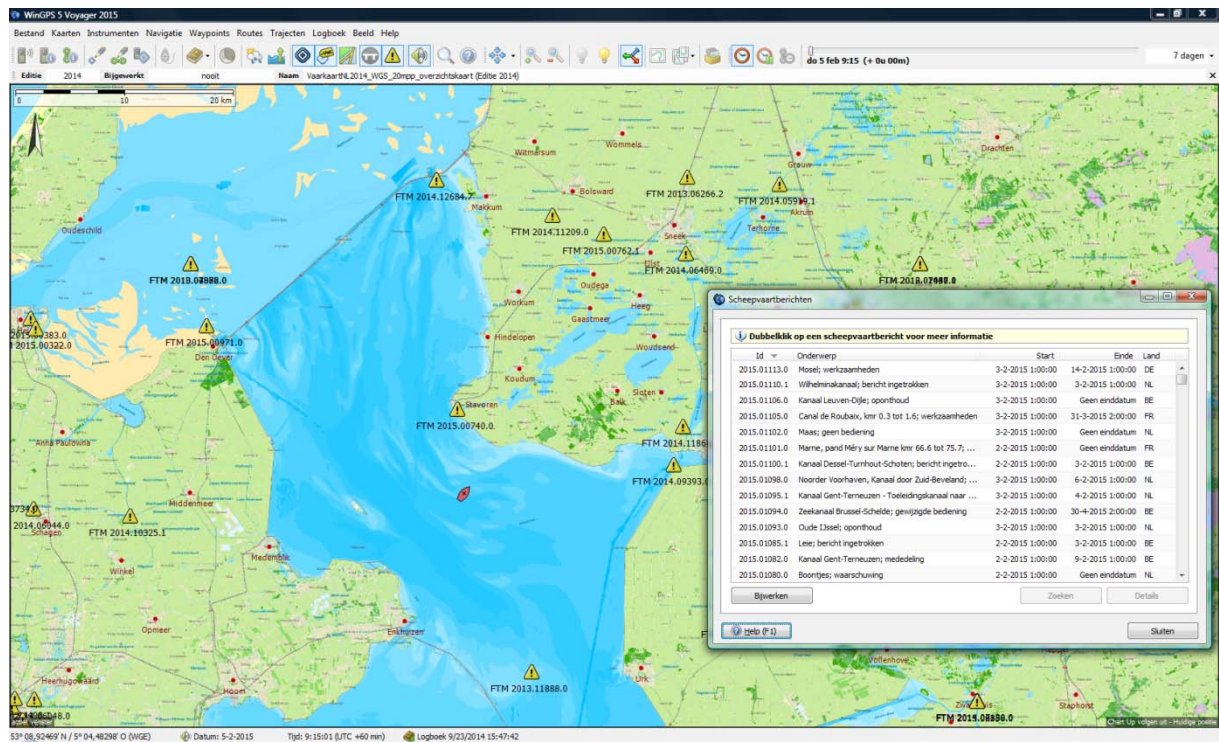 WinGPS 5 Voyager 2015
Bestand Kaarten Instrumenten Navigatie Waypoints Routes Trajecten Logboek Beeld Help
do 5 feb 9:15 (+ 0u 00m)
7 dagen
Editie 2014 Bijgewerkt nooit Naam VaarkaartNL2014_WGS_20mpp_overzichtskaart (Editie 2014)
0 10 20 km
Witmarsum
Wommels
Drachten
Grouw
FTM 2014.12684.7
Makkum
Bolsward
FTM 2013.06266.2
FTM 2014.05919.1
Akrum
Oudeschild
FTM 2014.11209.0
Sneek
Terhorne
FTM 2015.00762.1
IJlst
FTM 2014.06469.0
Oudega
Workum
Heeg
Gaastmeer
FTM 2015.00971.0
Den Oever
Hindelopen
Woudsend
2015.00322.0
Koudum
Sloten
Balk
Stavoren
FTM 2015.00740.0
Anna Paulowna
FTM 2014.09393.0
Middenmeer
2014.06044.0
Schagen
FTM 2014.10325.1
Winkel
Medemblik
Opmeer
Enkhuizen
Heerhugowaard
Hoorn
FTM 2013.11888.0
Urk
Vollenhove
Staphorst
Scheepvaartberichten
Dubbelklik op een scheepvaartbericht voor meer informatie
Id Onderwerp Start Einde Land
2015.01113.0 Mosel; werkzaamheden 3-2-2015 1:00:00 14-2-2015 1:00:00 DE
2015.01110.1 Wilhelminakanaal; bericht ingetrokken 3-2-2015 1:00:00 3-2-2015 1:00:00 NL
2015.01106.0 Kanaal Leuven-Dijle; oponthoud 3-2-2015 1:00:00 Geen einddatum BE
2015.01105.0 Canal de Roubaix, kmr 0.3 tot 1.6; werkzaamheden 3-2-2015 1:00:00 31-3-2015 2:00:00 FR
2015.01102.0 Maas; geen bediening 3-2-2015 1:00:00 Geen einddatum NL
2015.01101.0 Marne, pand Méry sur Marne kmr 66.6 tot 75.7; ... 2-2-2015 1:00:00 Geen einddatum FR
2015.01100.1 Kanaal Dessel-Turnhout-Schoten; bericht ingetro... 2-2-2015 1:00:00 3-2-2015 1:00:00 BE
2015.01098.0 Noorder Voorhaven, Kanaal door Zuid-Beveland; ... 3-2-2015 1:00:00 6-2-2015 1:00:00 NL
2015.01095.1 Kanaal Gent-Terneuzen - Toeleidingskanaal naar ... 3-2-2015 1:00:00 4-2-2015 1:00:00 NL
2015.01094.0 Zeekanaal Brussel-Schelde; gewijzigde bediening 2-2-2015 1:00:00 30-4-2015 2:00:00 BE
2015.01093.0 Oude IJssel; oponthoud 3-2-2015 1:00:00 3-2-2015 1:00:00 NL
2015.01085.1 Leie; bericht ingetrokken 2-2-2015 1:00:00 3-2-2015 1:00:00 BE
2015.01082.0 Kanaal Gent-Terneuzen; mededeling 2-2-2015 1:00:00 9-2-2015 1:00:00 BE
2015.01080.0 Boontjes; waarschuwing 2-2-2015 1:00:00 Geen einddatum NL
Bijwerken Zoeken Details
Help (F1) Sluiten
Chart Up volgen uit - Huidige positie
53° 08,92469' N / 5° 04,48298' O (WGE) Datum: 5-2-2015 Tijd: 9:15:01 (UTC +60 min) Logboek 9/23/2014 15:47:42